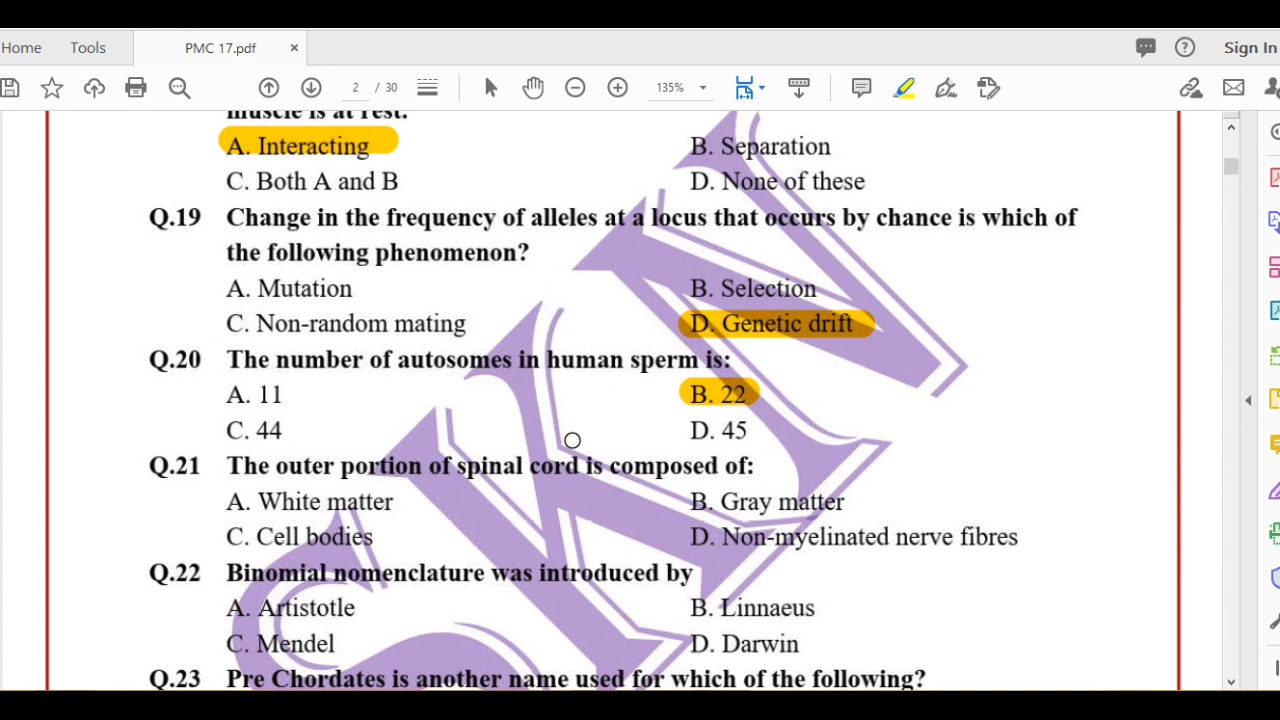 Home Tools PMC 17.pdf × Sign In
2 / 30 135%
muscle is at rest.
A. Interacting B. Separation
C. Both A and B D. None of these
Q.19 Change in the frequency of alleles at a locus that occurs by chance is which of
the following phenomenon?
A. Mutation B. Selection
C. Non-random mating D. Genetic drift
Q.20 The number of autosomes in human sperm is:
A. 11 B. 22
C. 44 D. 45
Q.21 The outer portion of spinal cord is composed of:
A. White matter B. Gray matter
C. Cell bodies D. Non-myelinated nerve fibres
Q.22 Binomial nomenclature was introduced by
A. Artistotle B. Linnaeus
C. Mendel D. Darwin
Q.23 Pre Chordates is another name used for which of the following?
SKN